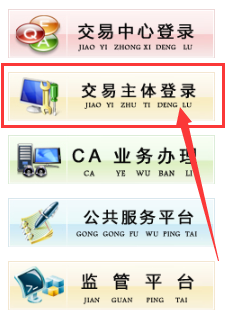 Q A
交易中心登录
JIAO YI ZHONG XI DENG LU
交易主体登录
JIAO YI ZHU TI DENG LU
CA 业务办理
CA YE WU BAN LI
公共服务平台
GONG GONG FU WU PING TAI
监管平台
JIAN GUAN PING TAI